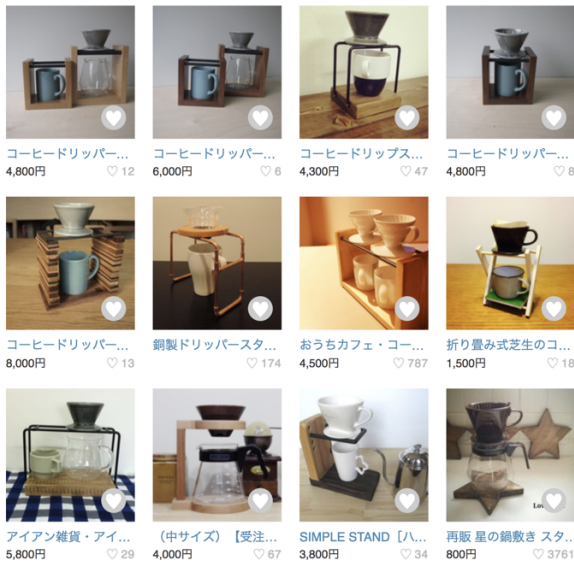 コーヒードリッパー...
4,800円 ♡ 12
コーヒードリッパー...
6,000円 ♡ 6
コーヒードリップス...
4,300円 ♡ 47
コーヒードリッパー...
4,800円 ♡ 8
コーヒードリッパー...
8,000円 ♡ 13
銅製ドリッパースタ...
♡ 174
おうちカフェ・コー...
4,500円 ♡ 787
折り畳み式芝生のコ...
1,500円 ♡ 18
アイアン雑貨・アイ...
5,800円 ♡ 29
（中サイズ）【受注...
4,000円 ♡ 67
SIMPLE STAND［ハ...
3,800円 ♡ 34
再販 星の鍋敷き スタ...
800円 ♡ 3761